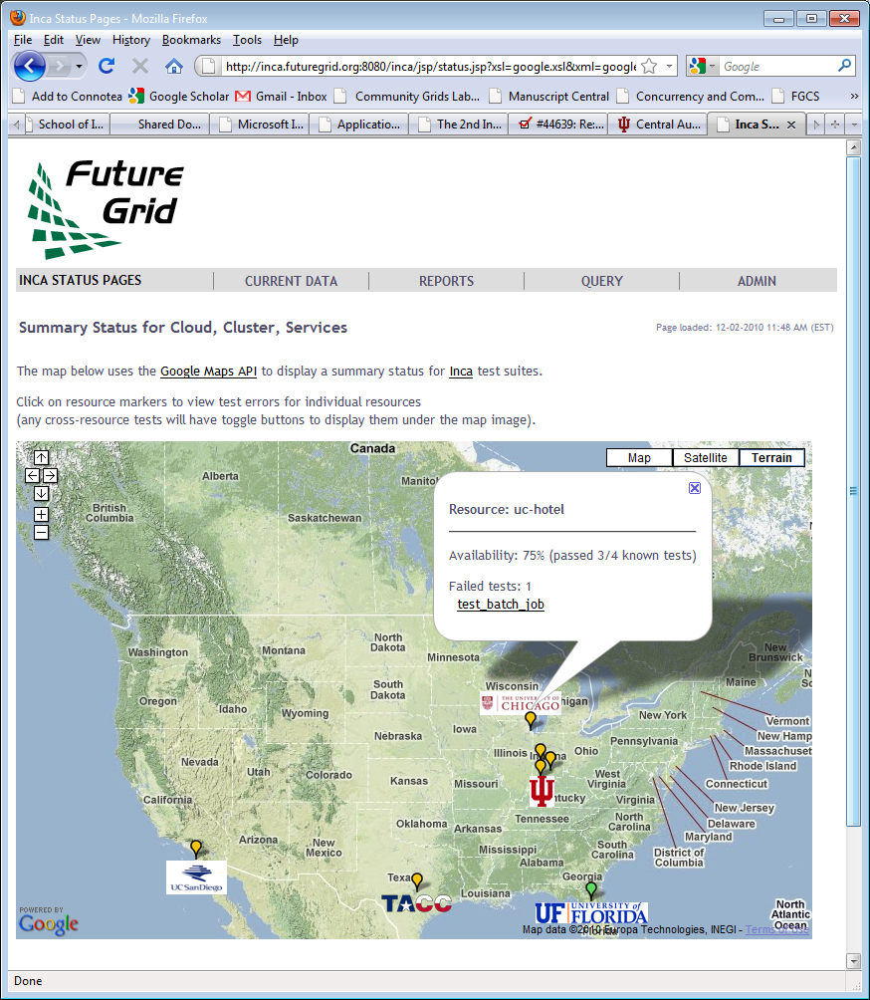 Inca Status Pages - Mozilla Firefox
File Edit View History Bookmarks Tools Help
http://inca.futuregrid.org:8080/inca/jsp/status.jsp?xsl=google.xsl&xml=google
Google
Add to Connotea Google Scholar Gmail - Inbox Community Grids Lab... Manuscript Central Concurrency and Com... FGCS »
School of I... Shared Do... Microsoft I... Applicatio... The 2nd In... #44639: Re:... Central Au... Inca S...
Future
Grid
INCA STATUS PAGES CURRENT DATA REPORTS QUERY ADMIN
Summary Status for Cloud, Cluster, Services
Page loaded: 12-02-2010 11:48 AM (EST)
The map below uses the Google Maps API to display a summary status for Inca test suites.
Click on resource markers to view test errors for individual resources
(any cross-resource tests will have toggle buttons to display them under the map image).
Canada
Map Satellite Terrain
Alberta
Manito
British
Columbia
Saskatchewan
Resource: uc-hotel
Availability: 75% (passed 3/4 known tests)
Failed tests: 1
test_batch_job
North
Dakota
New
Brunswick
Washington
Montana
Minnesota
Maine
South
Dakota
Wisconsin
higan
THE UNIVERSITY OF
CHICAGO
Oregon
Idaho
Wyoming
New York
Vermont
Iowa
Nebraska
New Hamp
Pennsylvania
Massachuset
Illinois
Ohio
Nevada
Utah
Colorado
Rhode Island
Kansas
Missouri
West
Virginia
Connecticut
California
ntucky
Virginia
New Jersey
Tennessee
Oklahoma
Arkansas
North
Carolina
Delaware
Maryland
Arizona
New
Mexico
Mississippi
South
Carolina
District of
Columbia
Alabama
Texa
Georgia
UCSanDiego
Louisiana
TACC
UF UNIVERSITY of
FLORIDA
North
Atlantic
Ocean
POWERED BY
Google
Map data ©2010 Europa Technologies, INEGI - Terms of Use
Done